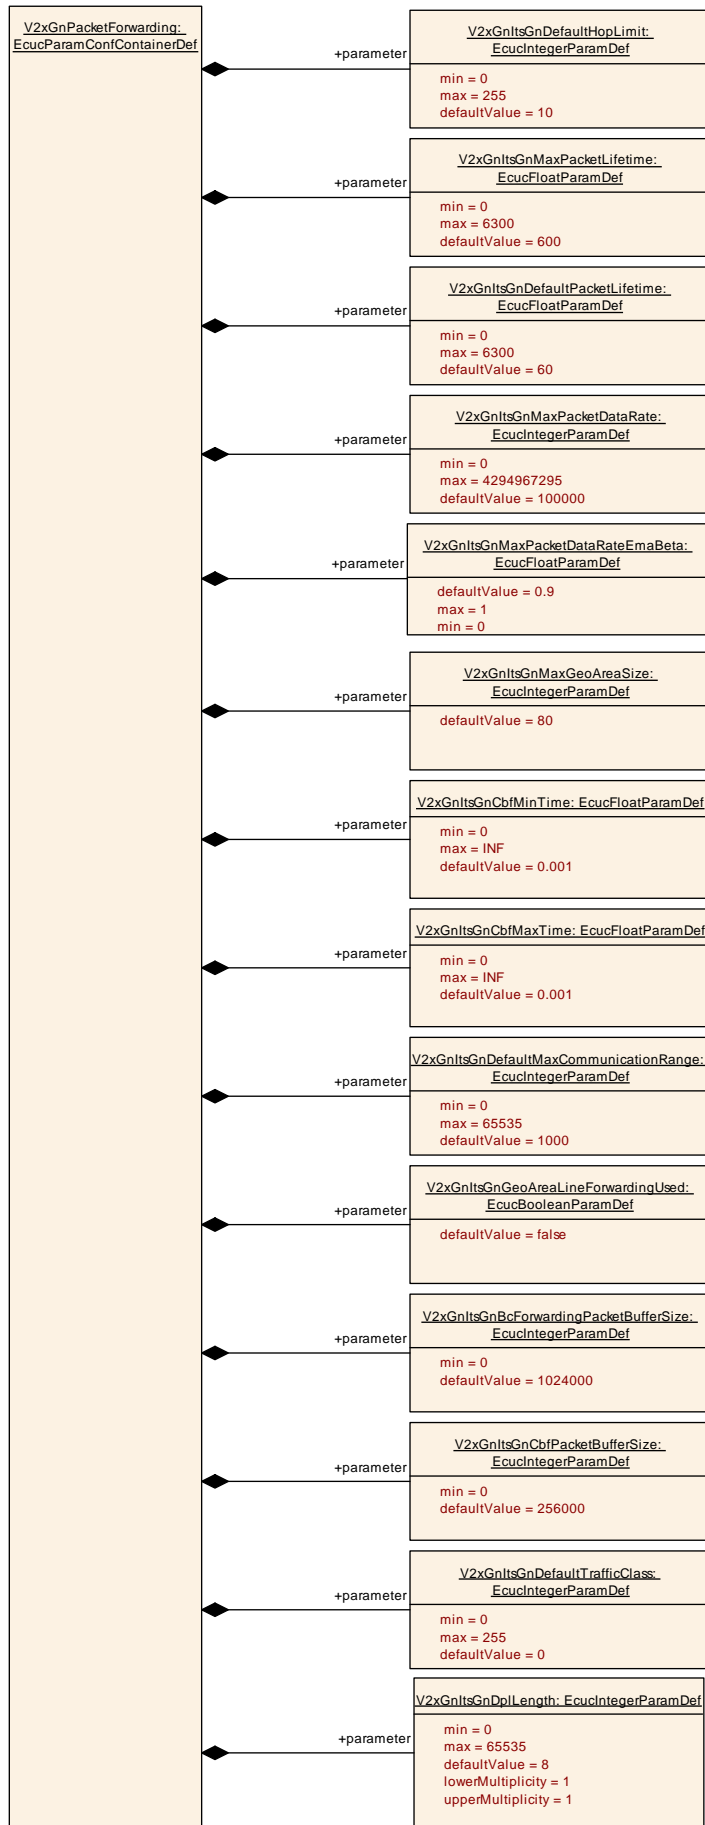 V2xGnPacketForwarding:
EcucParamConfContainerDef
+parameter
V2xGnItsGnDefaultHopLimit:
EcucIntegerParamDef
min = 0
max = 255
defaultValue = 10
+parameter
V2xGnItsGnMaxPacketLifetime:
EcucFloatParamDef
min = 0
max = 6300
defaultValue = 600
+parameter
V2xGnItsGnDefaultPacketLifetime:
EcucFloatParamDef
min = 0
max = 6300
defaultValue = 60
+parameter
V2xGnItsGnMaxPacketDataRate:
EcucIntegerParamDef
min = 0
max = 4294967295
defaultValue = 100000
+parameter
V2xGnItsGnMaxPacketDataRateEmaBeta:
EcucFloatParamDef
defaultValue = 0.9
max = 1
min = 0
+parameter
V2xGnItsGnMaxGeoAreaSize:
EcucIntegerParamDef
defaultValue = 80
+parameter
V2xGnItsGnCbfMinTime: EcucFloatParamDef
min = 0
max = INF
defaultValue = 0.001
+parameter
V2xGnItsGnCbfMaxTime: EcucFloatParamDef
min = 0
max = INF
defaultValue = 0.001
+parameter
V2xGnItsGnDefaultMaxCommunicationRange:
EcucIntegerParamDef
min = 0
max = 65535
defaultValue = 1000
+parameter
V2xGnItsGnGeoAreaLineForwardingUsed:
EcucBooleanParamDef
defaultValue = false
+parameter
V2xGnItsGnBcForwardingPacketBufferSize:
EcucIntegerParamDef
min = 0
defaultValue = 1024000
+parameter
V2xGnItsGnCbfPacketBufferSize:
EcucIntegerParamDef
min = 0
defaultValue = 256000
+parameter
V2xGnItsGnDefaultTrafficClass:
EcucIntegerParamDef
min = 0
max = 255
defaultValue = 0
+parameter
V2xGnItsGnDplLength: EcucIntegerParamDef
min = 0
max = 65535
defaultValue = 8
lowerMultiplicity = 1
upperMultiplicity = 1